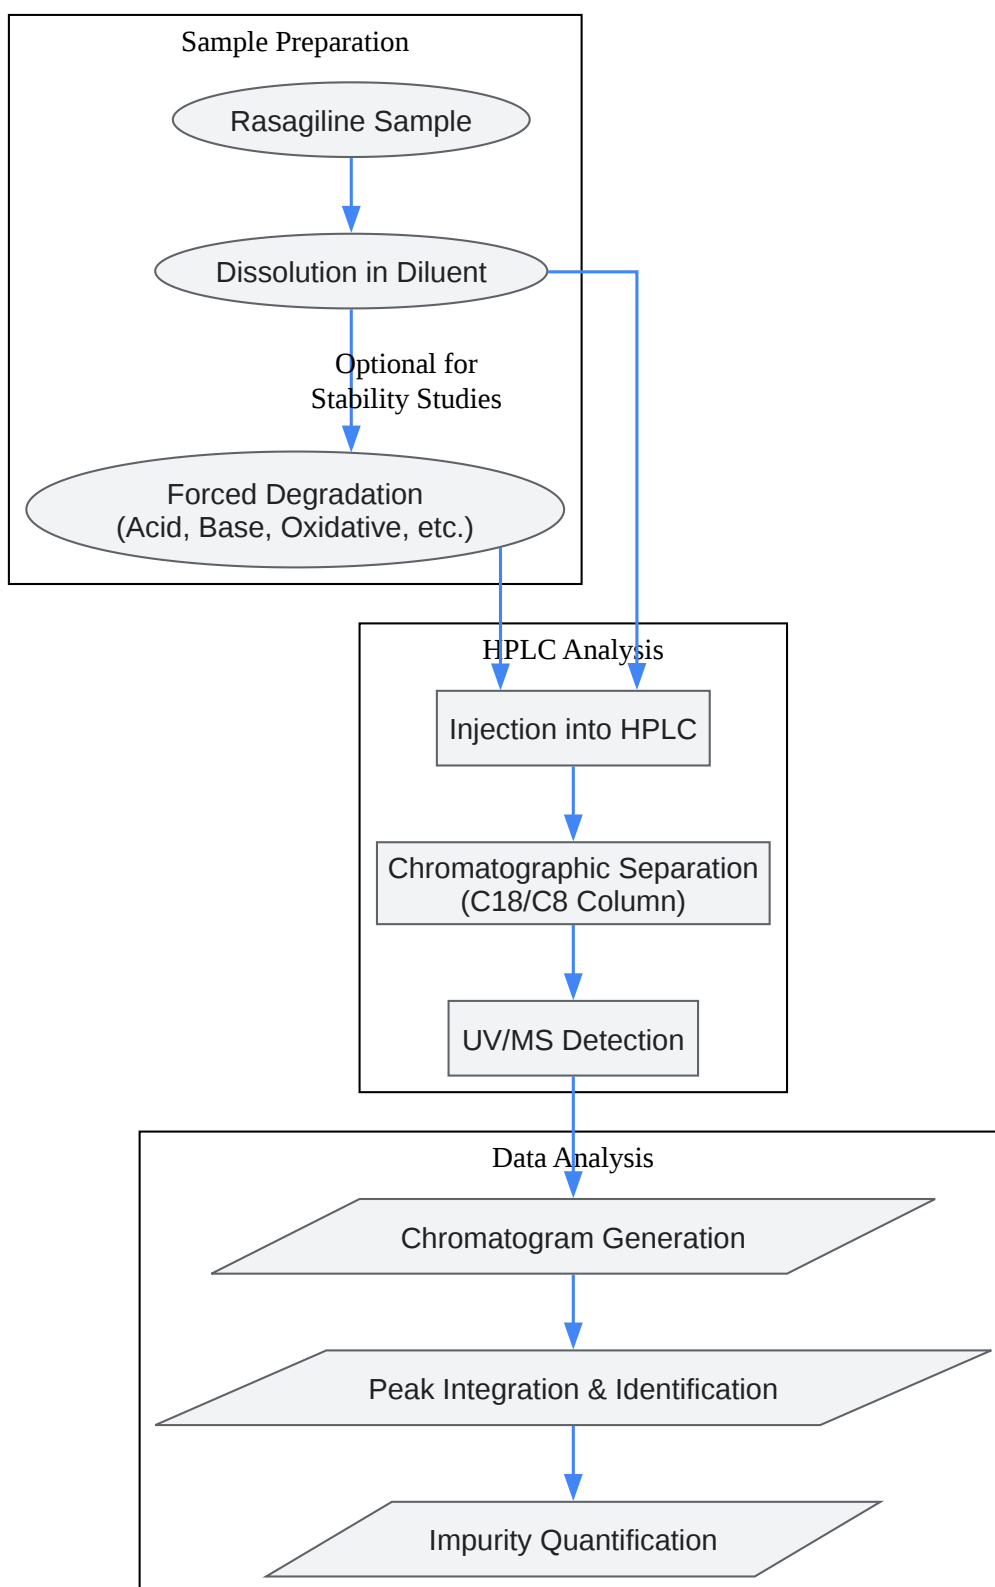 Sample Preparation
Rasagiline Sample
Dissolution in Diluent
Optional for
Stability Studies
Forced Degradation
(Acid, Base, Oxidative, etc.)
HPLC Analysis
Injection into HPLC
Chromatographic Separation
(C18/C8 Column)
UV/MS Detection
Data Analysis
Chromatogram Generation
Peak Integration & Identification
Impurity Quantification